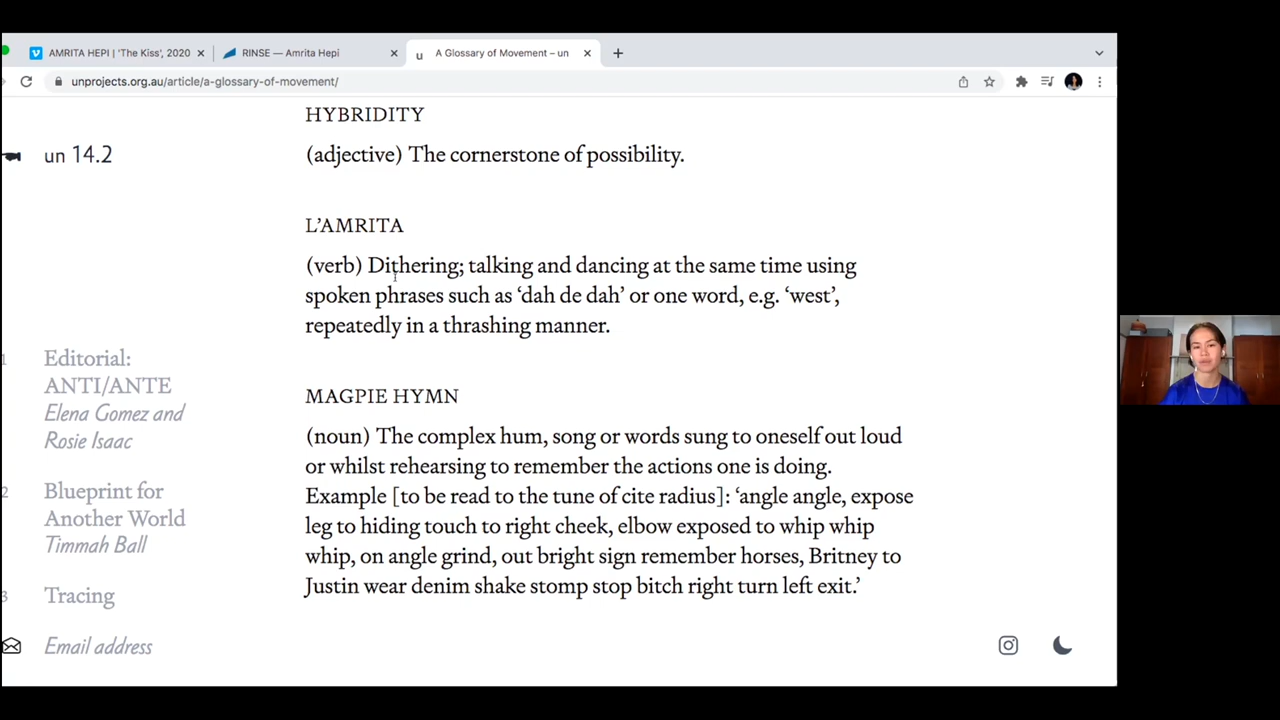 AMRITA HEPI | 'The Kiss', 2020
RINSE — Amrita Hepi
A Glossary of Movement – un
unprojects.org.au/article/a-glossary-of-movement/
HYBRIDITY
(adjective) The cornerstone of possibility.
un 14.2
L’AMRITA
(verb) Dithering; talking and dancing at the same time using
spoken phrases such as ‘dah de dah’ or one word, e.g. ‘west’,
repeatedly in a thrashing manner.
1 Editorial:
ANTI/ANTE
Elena Gomez and
Rosie Isaac
2 Blueprint for
Another World
Timmah Ball
3 Tracing
Email address
MAGPIE HYMN
(noun) The complex hum, song or words sung to oneself out loud
or whilst rehearsing to remember the actions one is doing.
Example [to be read to the tune of cite radius]: ‘angle angle, expose
leg to hiding touch to right cheek, elbow exposed to whip whip
whip, on angle grind, out bright sign remember horses, Britney to
Justin wear denim shake stomp stop bitch right turn left exit.’